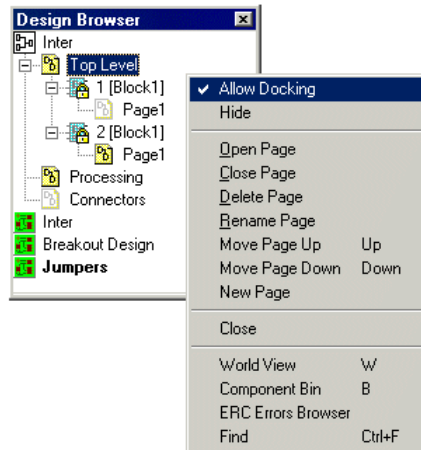 Design Browser
Inter
Top Level
1 [Block1]
Page1
2 [Block1]
Page1
Processing
Connectors
Inter
Breakout Design
Jumpers
Allow Docking
Hide
Open Page
Close Page
Delete Page
Rename Page
Move Page Up Up
Move Page Down Down
New Page
Close
World View W
Component Bin B
ERC Errors Browser
Find Ctrl+F